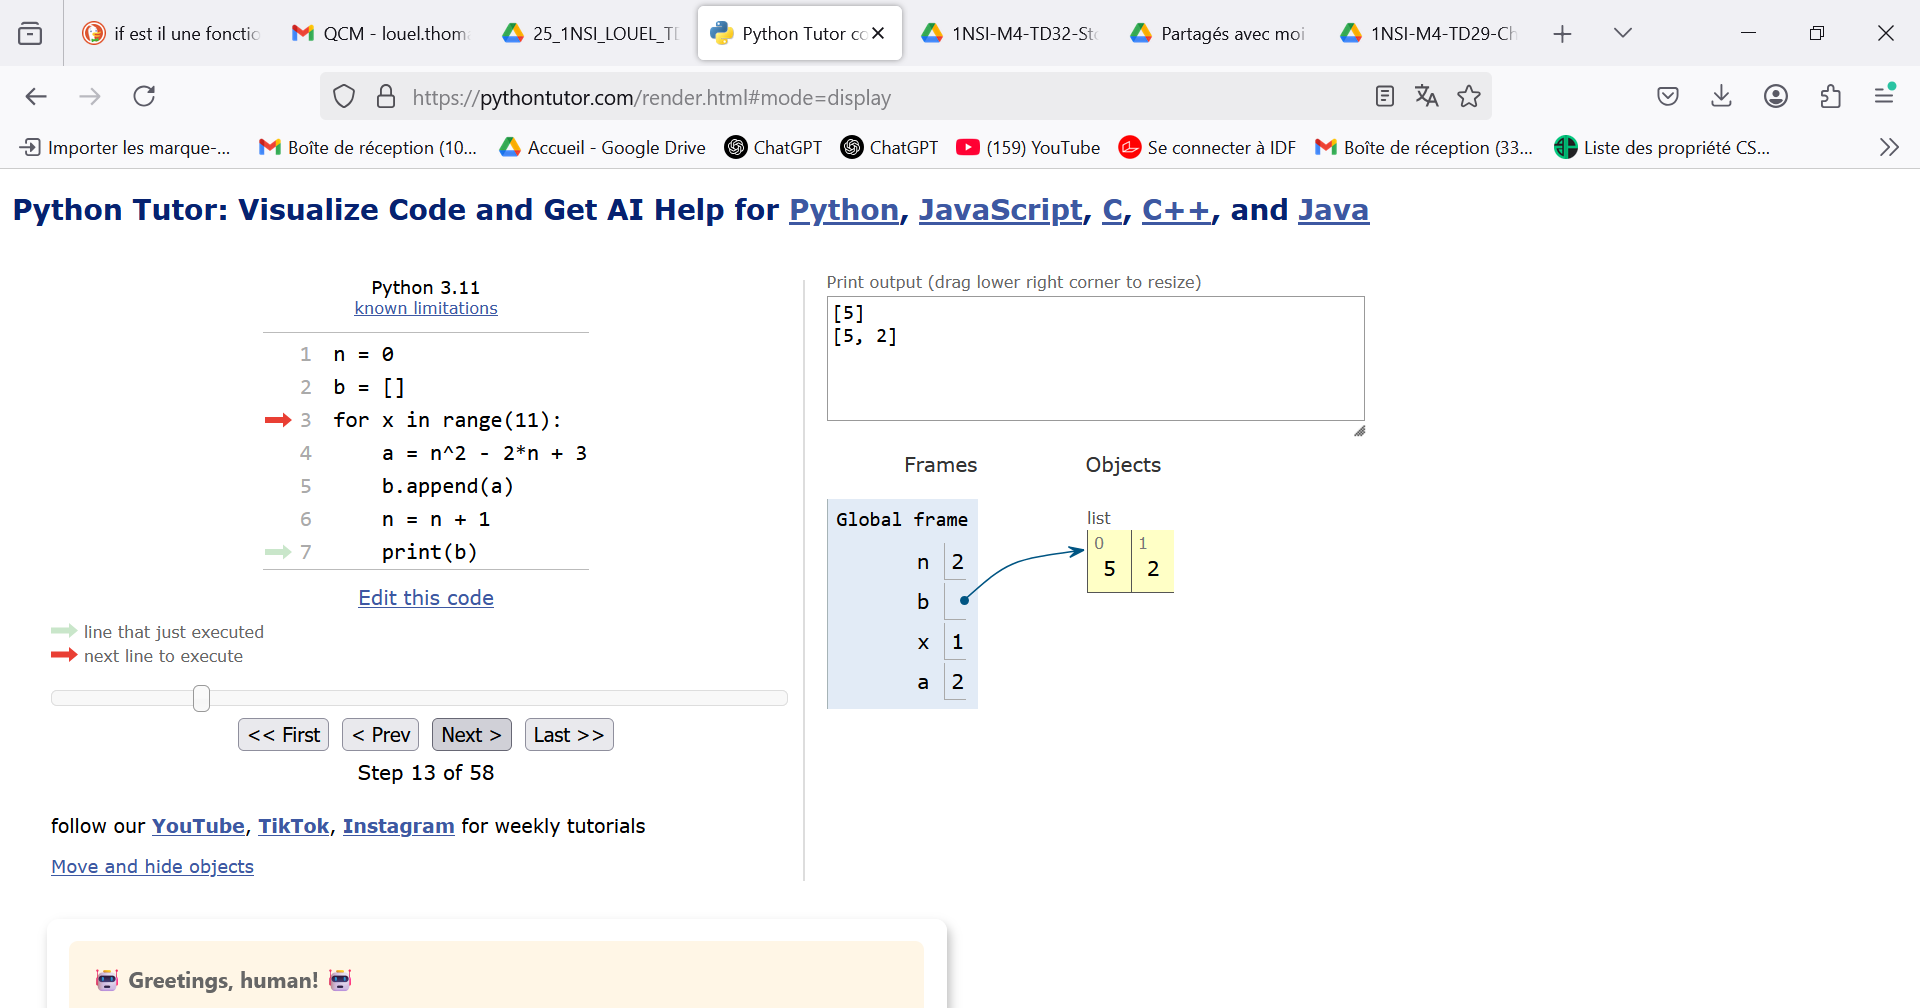 if est il une fonctio
QCM - louel.thom
25_1NSI_LOUEL_T
Python Tutor co
1NSI-M4-TD32-St
Partagés avec moi
1NSI-M4-TD29-Ch
https://pythontutor.com/render.html#mode=display
Importer les marque-...
Boîte de réception (10...
Accueil - Google Drive
ChatGPT
ChatGPT
(159) YouTube
Se connecter à IDF
Boîte de réception (33...
Liste des propriété CS...
Python Tutor: Visualize Code and Get AI Help for Python, JavaScript, C, C++, and Java
Python 3.11
known limitations
1 n = 0
2 b = []
3 for x in range(11):
4 a = n^2 - 2*n + 3
5 b.append(a)
6 n = n + 1
7 print(b)
Edit this code
line that just executed
next line to execute
<< First
< Prev
Next >
Last >>
Step 13 of 58
follow our YouTube, TikTok, Instagram for weekly tutorials
Move and hide objects
Print output (drag lower right corner to resize)
[5]
[5, 2]
Frames
Objects
Global frame
n 2
b
x 1
a 2
list
0 1
5 2
Greetings, human!